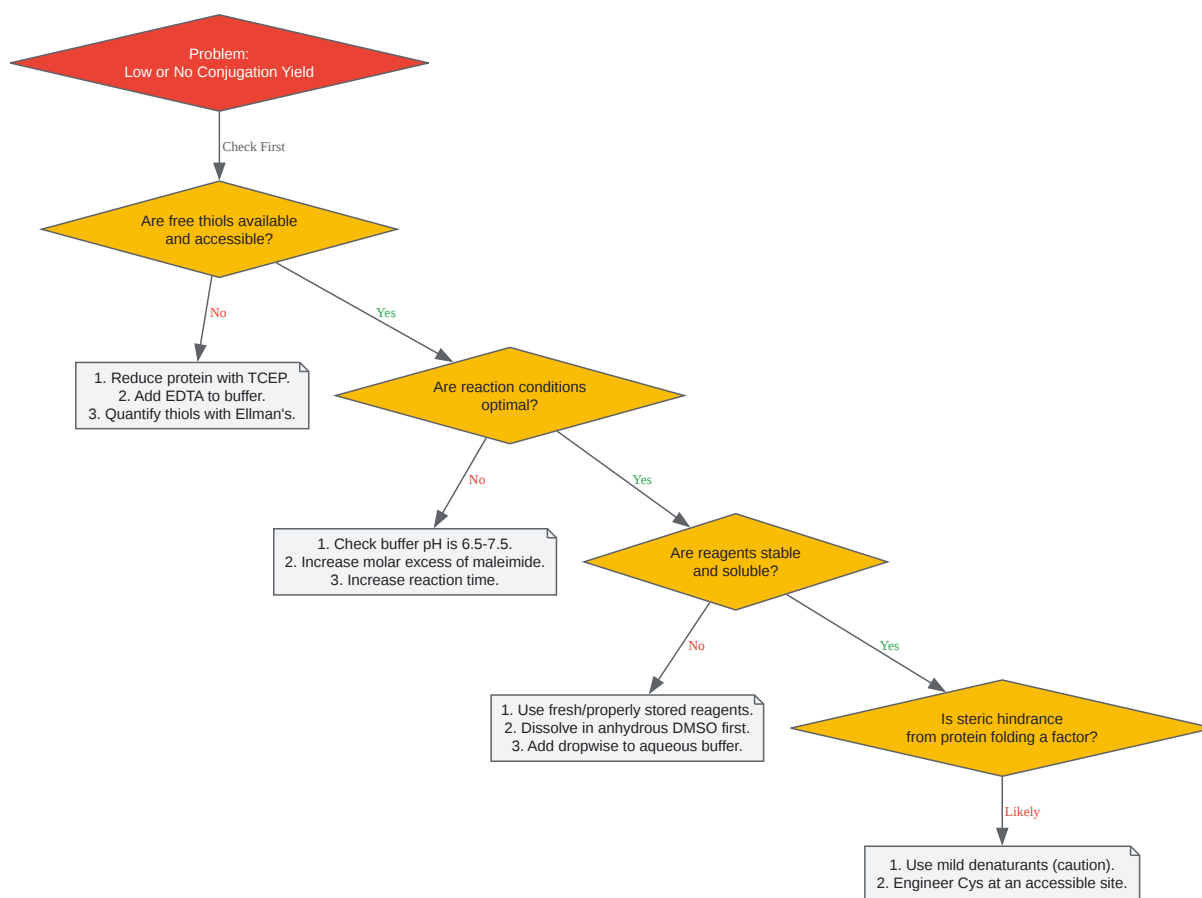 Problem:
Low or No Conjugation Yield
Check First
Are free thiols available
and accessible?
No
Yes
1. Reduce protein with TCEP.
2. Add EDTA to buffer.
3. Quantify thiols with Ellman's.
Are reaction conditions
optimal?
No
Yes
1. Check buffer pH is 6.5-7.5.
2. Increase molar excess of maleimide.
3. Increase reaction time.
Are reagents stable
and soluble?
No
Yes
1. Use fresh/properly stored reagents.
2. Dissolve in anhydrous DMSO first.
3. Add dropwise to aqueous buffer.
Is steric hindrance
from protein folding a factor?
Likely
1. Use mild denaturants (caution).
2. Engineer Cys at an accessible site.